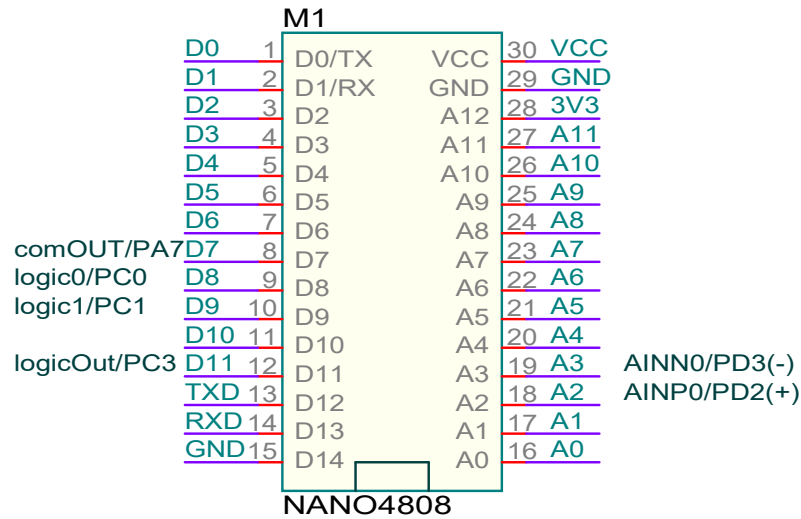 M1
D0 1 D0/TX VCC 30 VCC
D1 2 D1/RX GND 29 GND
D2 3 D2 A12 28 3V3
D3 4 D3 A11 27 A11
D4 5 D4 A10 26 A10
D5 6 D5 A9 25 A9
D6 7 D6 A8 24 A8
comOUT/PA7 D7 8 D7 A7 23 A7
logic0/PC0 D8 9 D8 A6 22 A6
logic1/PC1 D9 10 D9 A5 21 A5
D10 11 D10 A4 20 A4
logicOut/PC3 D11 12 D11 A3 19 A3 AINN0/PD3(-)
TXD 13 D12 A2 18 A2 AINP0/PD2(+)
RXD 14 D13 A1 17 A1
GND 15 D14 A0 16 A0
NANO4808